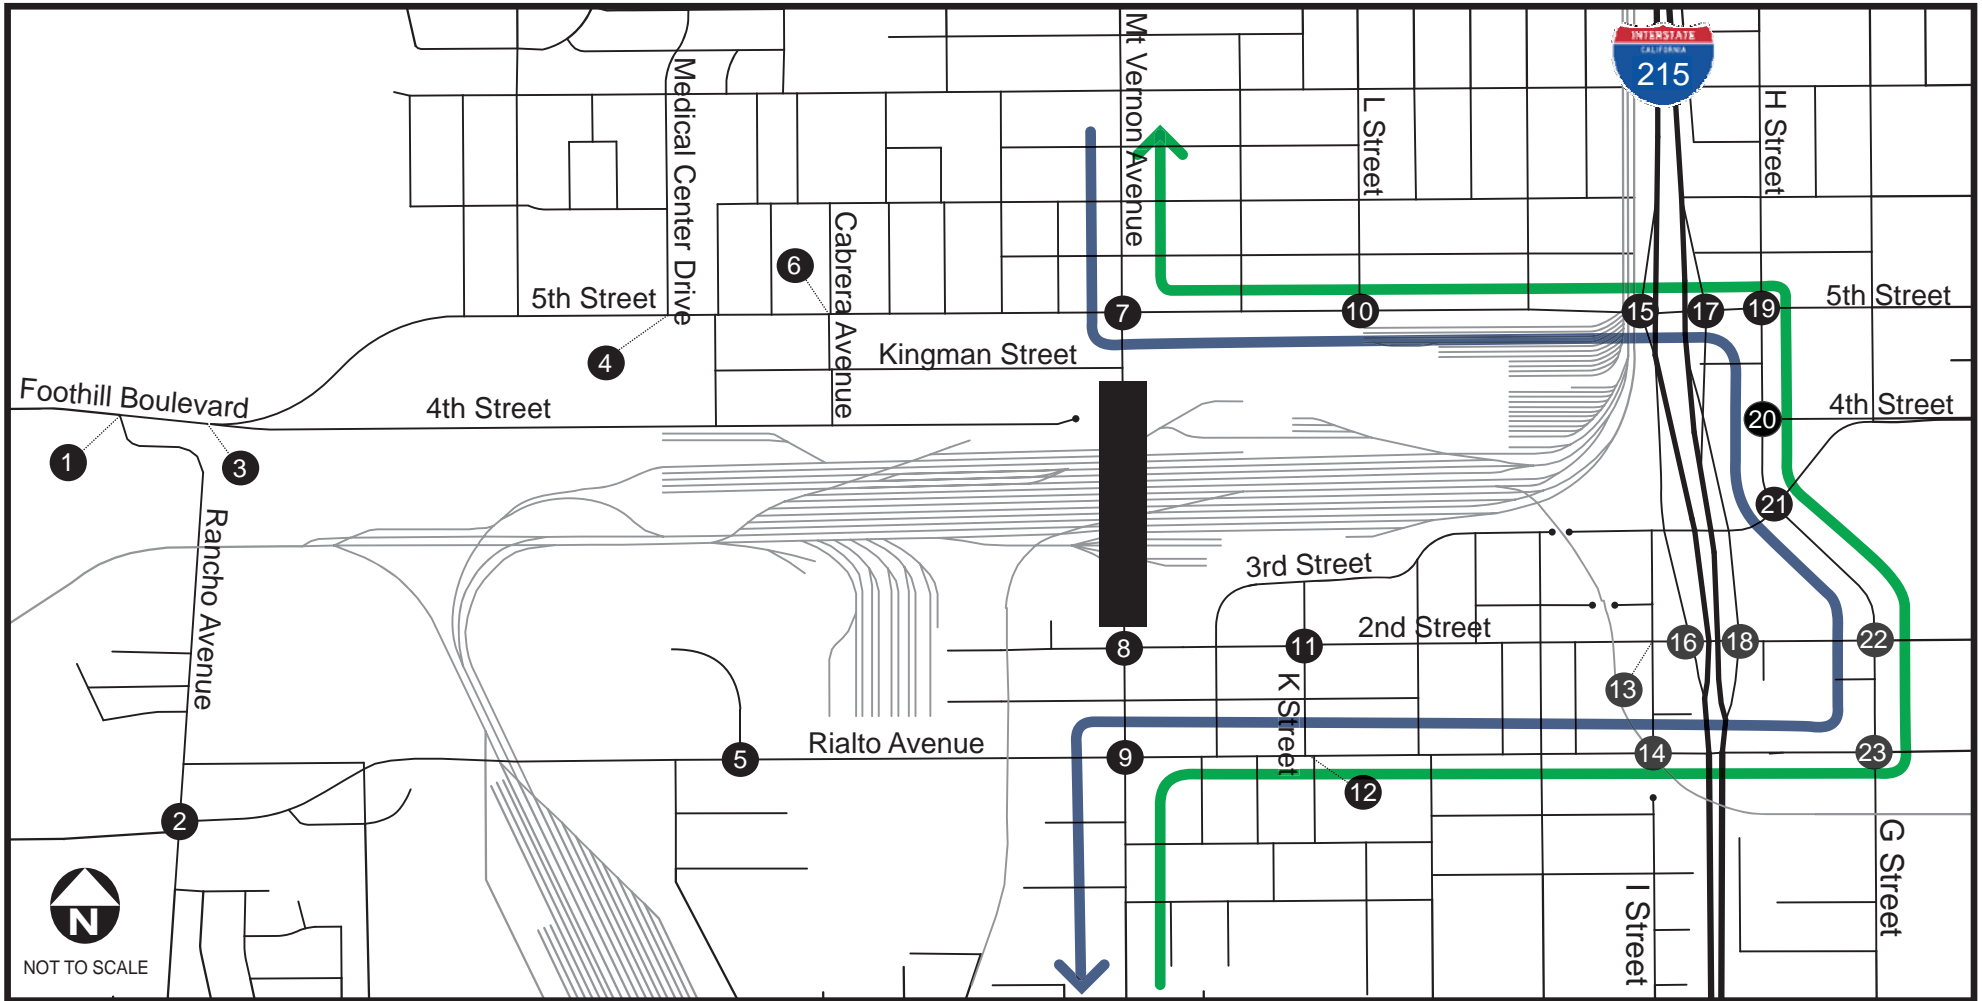 INTERSTATE
CALIFORNIA
215
Mt Vernon Avenue
Medical Center Drive
L Street
H Street
Cabrera Avenue
6
5th Street
7
10
15
17
19
5th Street
4
Kingman Street
Foothill Boulevard
4th Street
20
4th Street
1
3
21
Rancho Avenue
3rd Street
2nd Street
8
11
16
18
22
13
K Street
Rialto Avenue
5
9
14
23
12
2
G Street
I Street
N
NOT TO SCALE